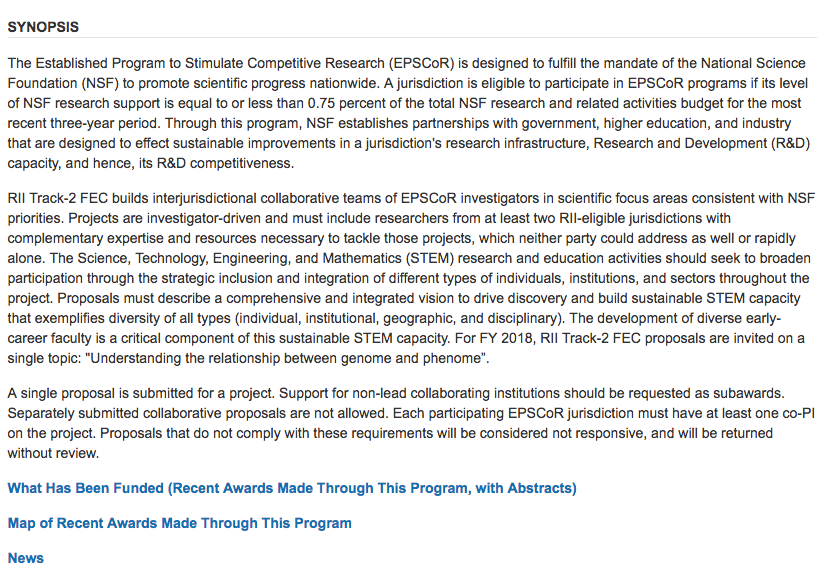 SYNOPSIS
The Established Program to Stimulate Competitive Research (EPSCoR) is designed to fulfill the mandate of the National Science
Foundation (NSF) to promote scientific progress nationwide. A jurisdiction is eligible to participate in EPSCoR programs if its level
of NSF research support is equal to or less than 0.75 percent of the total NSF research and related activities budget for the most
recent three-year period. Through this program, NSF establishes partnerships with government, higher education, and industry
that are designed to effect sustainable improvements in a jurisdiction's research infrastructure, Research and Development (R&D)
capacity, and hence, its R&D competitiveness.
RII Track-2 FEC builds interjurisdictional collaborative teams of EPSCoR investigators in scientific focus areas consistent with NSF
priorities. Projects are investigator-driven and must include researchers from at least two RII-eligible jurisdictions with
complementary expertise and resources necessary to tackle those projects, which neither party could address as well or rapidly
alone. The Science, Technology, Engineering, and Mathematics (STEM) research and education activities should seek to broaden
participation through the strategic inclusion and integration of different types of individuals, institutions, and sectors throughout the
project. Proposals must describe a comprehensive and integrated vision to drive discovery and build sustainable STEM capacity
that exemplifies diversity of all types (individual, institutional, geographic, and disciplinary). The development of diverse early-
career faculty is a critical component of this sustainable STEM capacity. For FY 2018, RII Track-2 FEC proposals are invited on a
single topic: "Understanding the relationship between genome and phenome".
A single proposal is submitted for a project. Support for non-lead collaborating institutions should be requested as subawards.
Separately submitted collaborative proposals are not allowed. Each participating EPSCoR jurisdiction must have at least one co-PI
on the project. Proposals that do not comply with these requirements will be considered not responsive, and will be returned
without review.
What Has Been Funded (Recent Awards Made Through This Program, with Abstracts)
Map of Recent Awards Made Through This Program
News